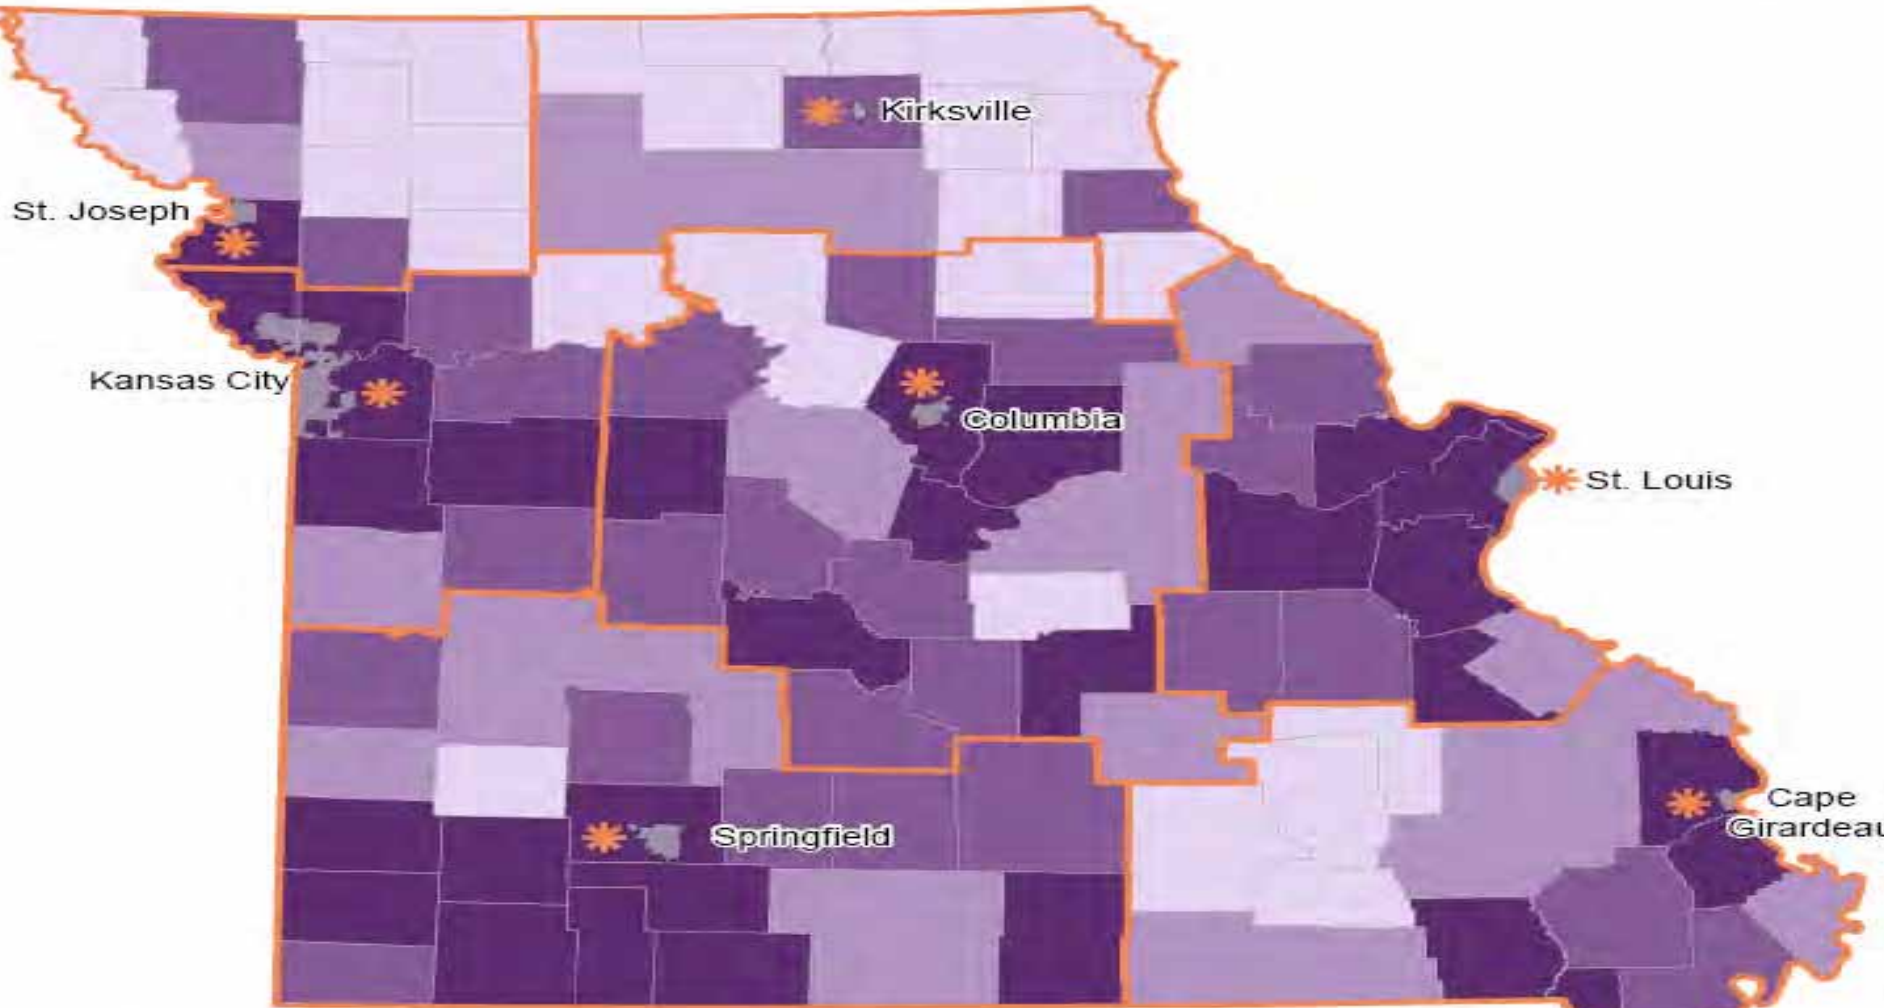 Kirksville
St. Joseph
Kansas City
Columbia
St. Louis
Springfield
Cape
Girardeau